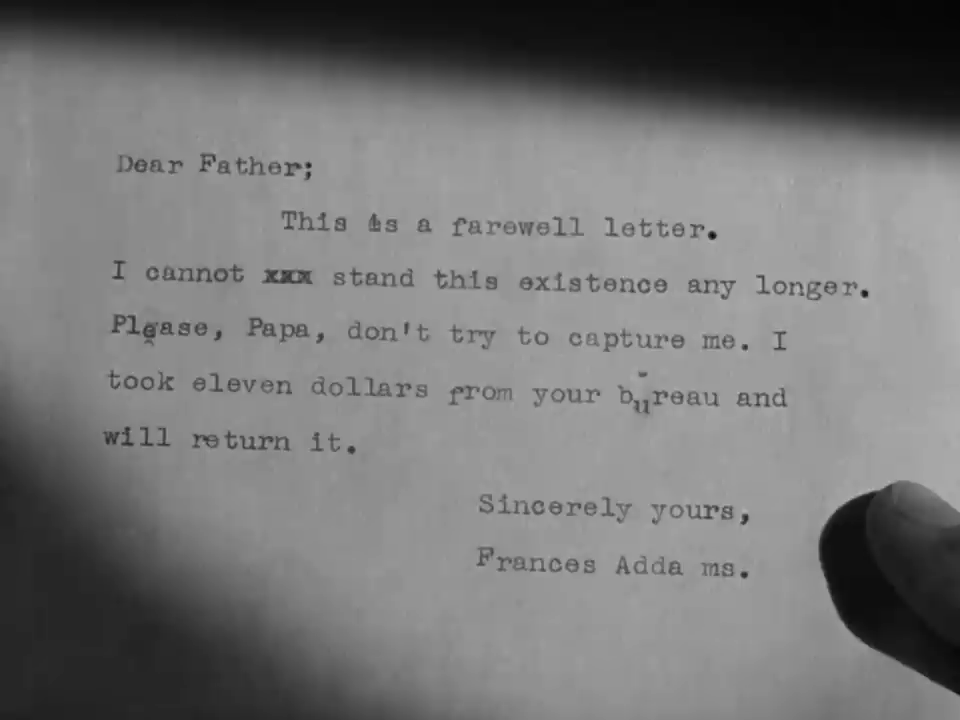 Dear Father;
This is a farewell letter.
I cannot xxx stand this existence any longer.
Please, Papa, don't try to capture me. I
took eleven dollars from your bureau and
will return it.
Sincerely yours,
Frances Adda ms.